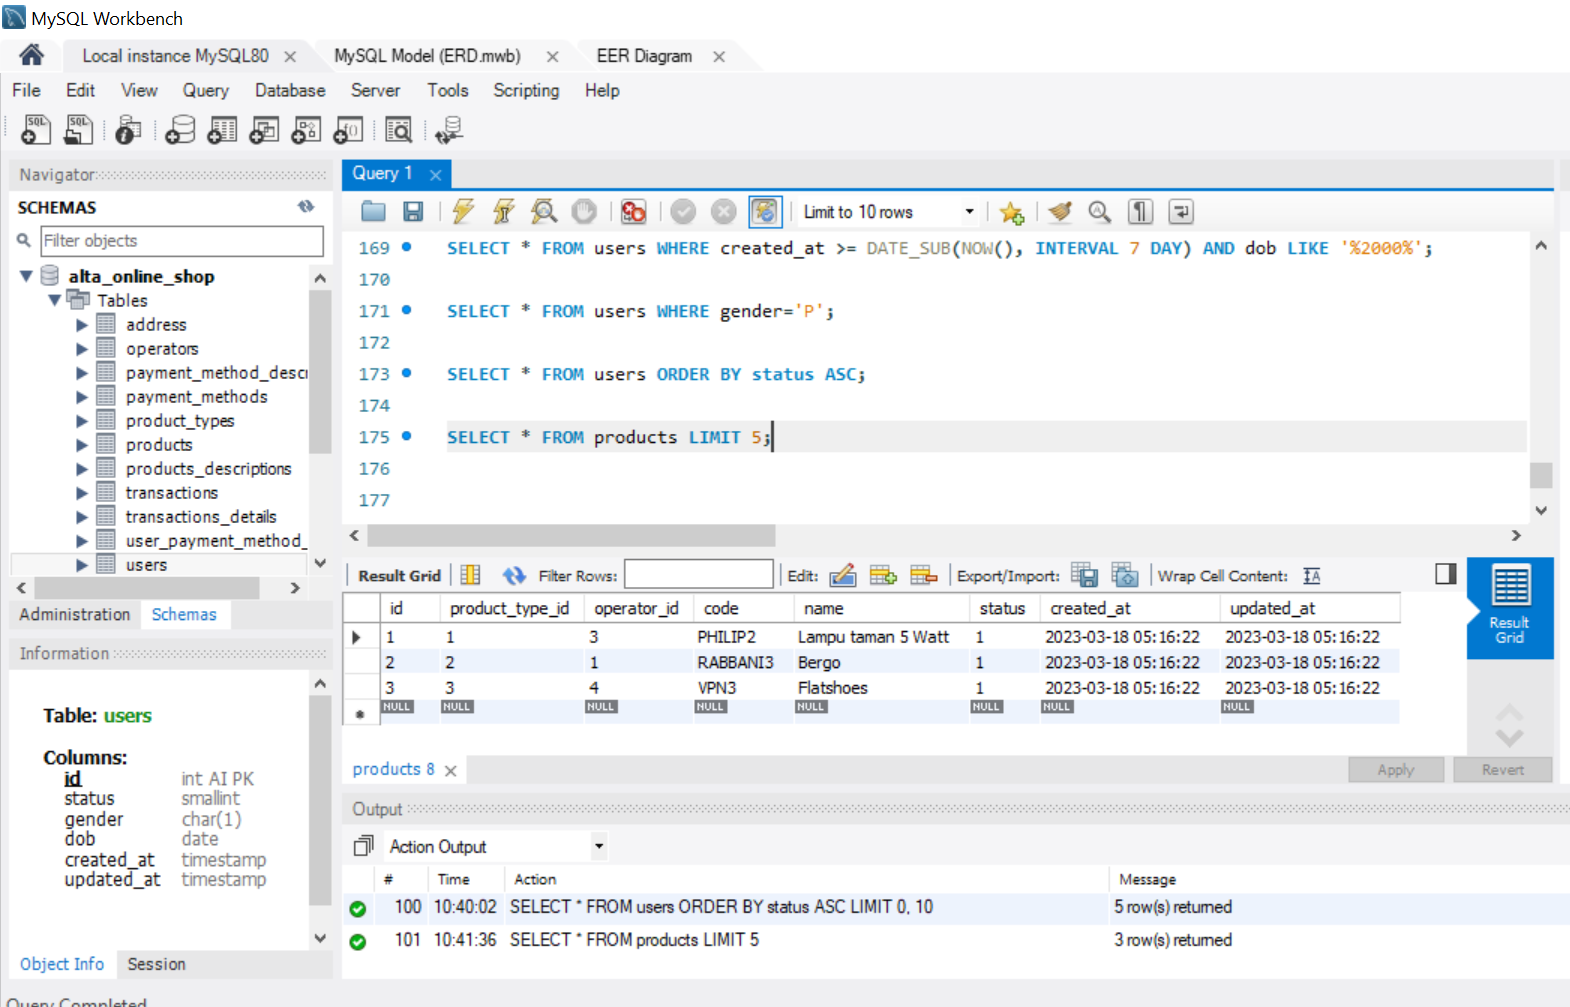 MySQL Workbench
Local instance MySQL80 MySQL Model (ERD.mwb) EER Diagram
File Edit View Query Database Server Tools Scripting Help
Navigator
SCHEMAS
Filter objects
alta_online_shop
Tables
address
operators
payment_method_descr
payment_methods
product_types
products
products_descriptions
transactions
transactions_details
user_payment_method_
users
Administration Schemas
Information
Table: users
Columns:
id int AI PK
status smallint
gender char(1)
dob date
created_at timestamp
updated_at timestamp
Object Info Session
Query Completed
Query 1
Limit to 10 rows
169 SELECT * FROM users WHERE created_at >= DATE_SUB(NOW(), INTERVAL 7 DAY) AND dob LIKE '%2000%';
170
171 SELECT * FROM users WHERE gender='P';
172
173 SELECT * FROM users ORDER BY status ASC;
174
175 SELECT * FROM products LIMIT 5;
176
177
Result Grid Filter Rows: Edit: Export/Import: Wrap Cell Content: IA
id product_type_id operator_id code name status created_at updated_at
1 1 3 PHILIP2 Lampu taman 5 Watt 1 2023-03-18 05:16:22 2023-03-18 05:16:22
2 2 1 RABBANI3 Bergo 1 2023-03-18 05:16:22 2023-03-18 05:16:22
3 3 4 VPN3 Flatshoes 1 2023-03-18 05:16:22 2023-03-18 05:16:22
NULL NULL NULL NULL NULL NULL NULL NULL
Result
Grid
products 8
Apply Revert
Output
Action Output
# Time Action Message
100 10:40:02 SELECT * FROM users ORDER BY status ASC LIMIT 0, 10 5 row(s) returned
101 10:41:36 SELECT * FROM products LIMIT 5 3 row(s) returned